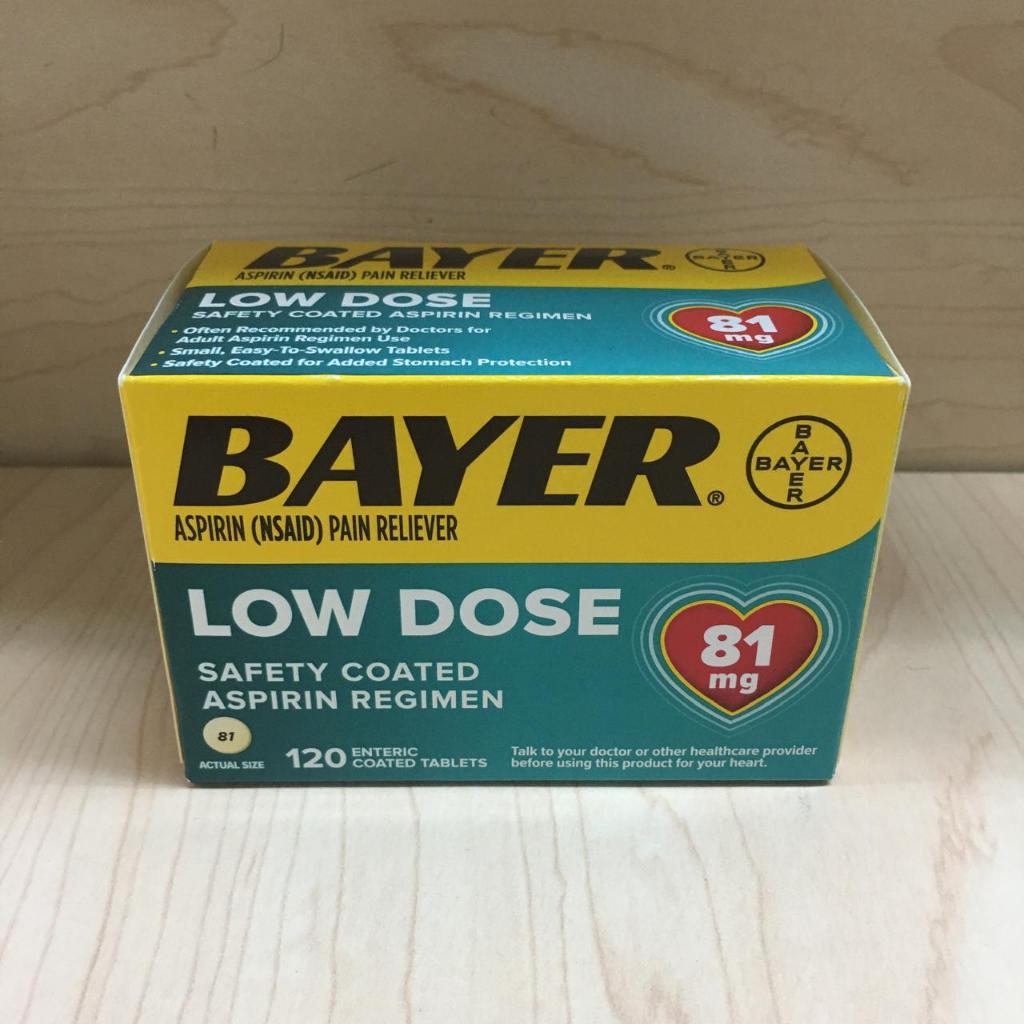 BAYER®
ASPIRIN (NSAID) PAIN RELIEVER
BAYER
BAYER
LOW DOSE
SAFETY COATED ASPIRIN REGIMEN
• Often Recommended by Doctors for
Adult Aspirin Regimen Use
• Small, Easy-To-Swallow Tablets
• Safety Coated for Added Stomach Protection
81
mg
BAYER®
ASPIRIN (NSAID) PAIN RELIEVER
BAYER
BAYER
LOW DOSE
SAFETY COATED
ASPIRIN REGIMEN
81
mg
81
ACTUAL SIZE
120 ENTERIC
COATED TABLETS
Talk to your doctor or other healthcare provider
before using this product for your heart.